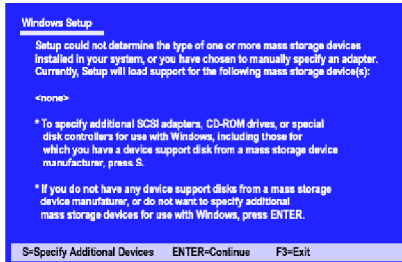 Windows Setup
Setup could not determine the type of one or more mass storage devices
installed in your system, or you have chosen to manually specify an adapter.
Currently, Setup will load support for the following mass storage device(s):
<none>
* To specify additional SCSI adapters, CD-ROM drives, or special
disk controllers for use with Windows, including those for
which you have a device support disk from a mass storage device
manufacturer, press S.
* If you do not have any device support disks from a mass storage
device manufaturer, or do not want to specify additional
mass storage devices for use with Windows, press ENTER.
S=Specify Additional Devices ENTER=Continue F3=Exit